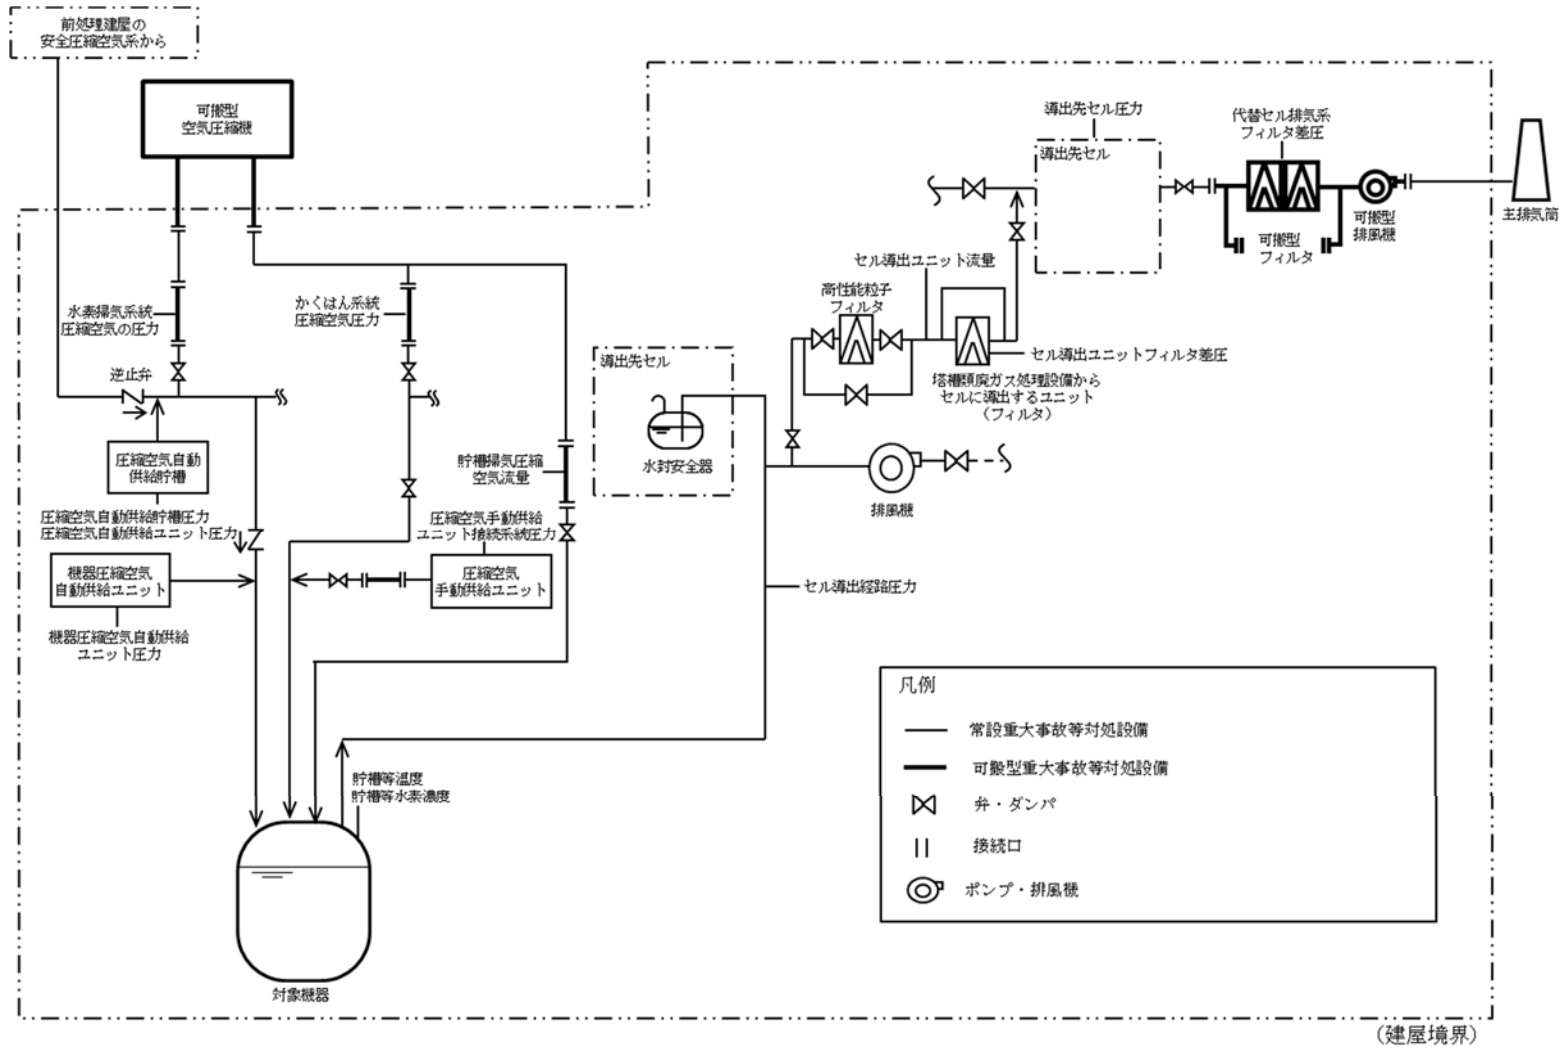 前処理建屋の
安全圧縮空気系から
可搬型
空気圧縮機
水素掃気系統
圧縮空気の圧力
かくはん系統
圧縮空気圧力
逆止弁
圧縮空気自動
供給貯槽
圧縮空気自動供給貯槽圧力
圧縮空気自動供給ユニット圧力
機器圧縮空気
自動供給ユニット
機器圧縮空気自動供給
ユニット圧力
貯槽掃気圧縮
空気流量
圧縮空気手動供給
ユニット接続系統圧力
圧縮空気
手動供給ユニット
貯槽等温度
貯槽等水素濃度
対象機器
導出先セル
水封安全器
セル導出経路圧力
排風機
高性能粒子
フィルタ
セル導出ユニット流量
セル導出ユニットフィルタ差圧
塔槽類廃ガス処理設備から
セルに導出するユニット
(フィルタ)
導出先セル圧力
導出先セル
代替セル排気系
フィルタ差圧
可搬型
フィルタ
可搬型
排風機
主排気筒
凡例
常設重大事故等対処設備
可搬型重大事故等対処設備
弁・ダンパ
接続口
ポンプ・排風機
(建屋境界)